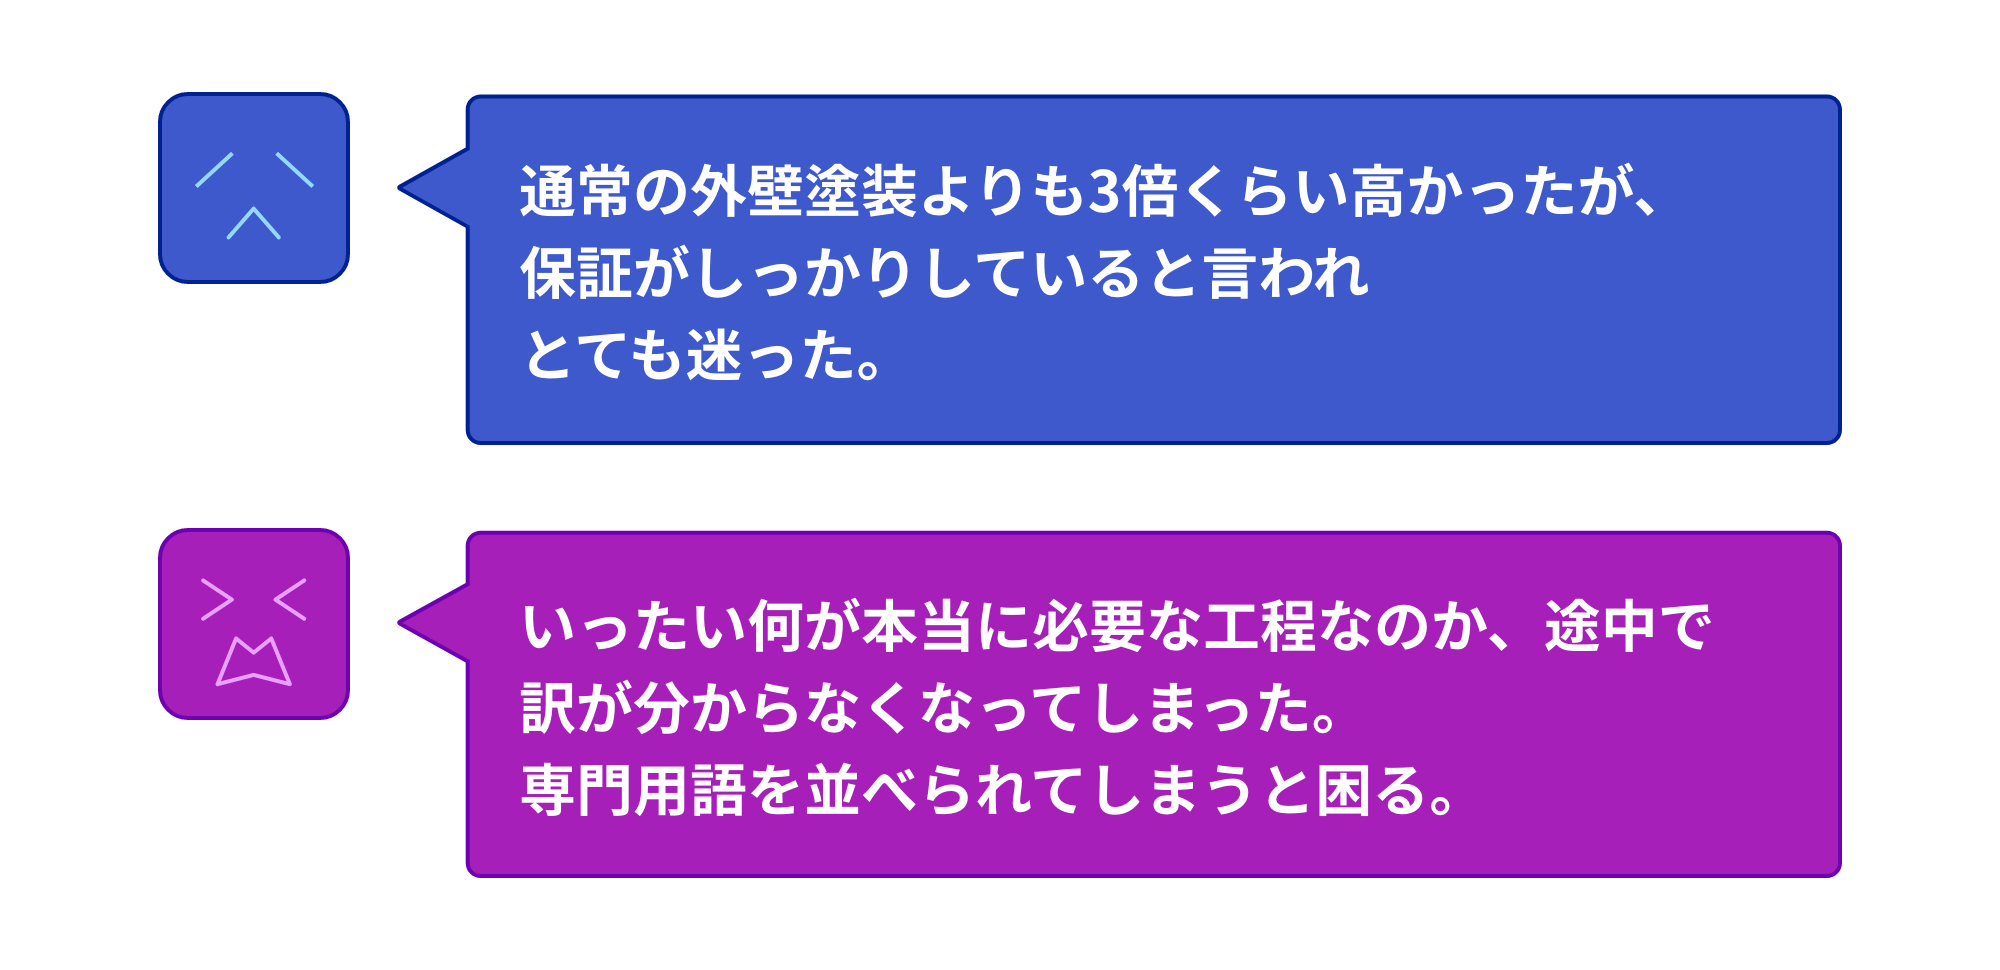 通常の外壁塗装よりも3倍くらい高かったが、
保証がしっかりしていると言われ
とても迷った。
いったい何が本当に必要な工程なのか、途中で
訳が分からなくなってしまった。
専門用語を並べられてしまうと困る。